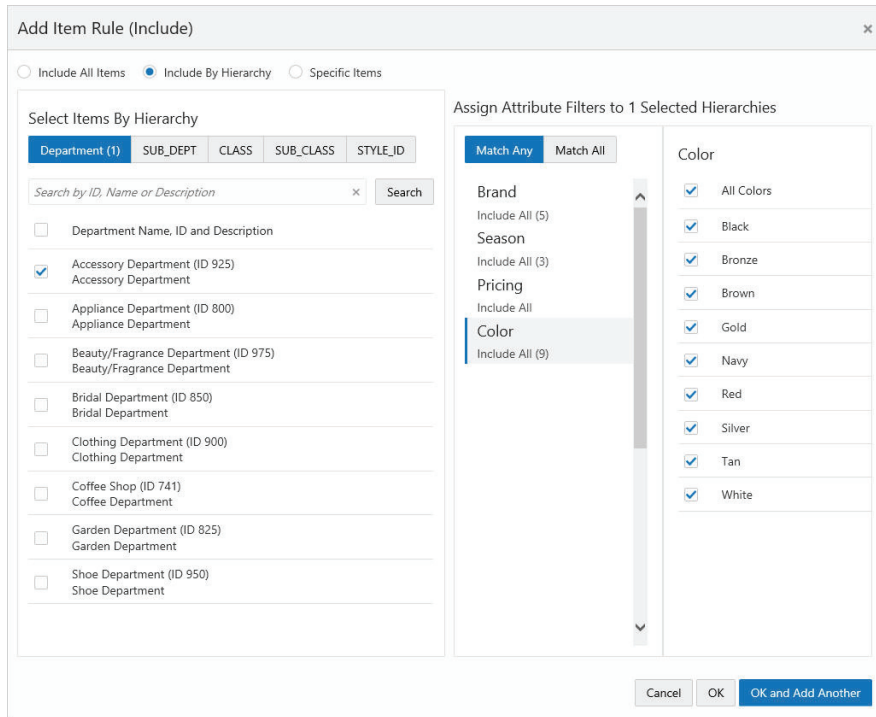 Add Item Rule (Include)
×
Include All Items
Include By Hierarchy
Specific Items
Select Items By Hierarchy
Department (1)
SUB_DEPT
CLASS
SUB_CLASS
STYLE_ID
Search by ID, Name or Description
×
Search
Department Name, ID and Description
Accessory Department (ID 925)
Accessory Department
Appliance Department (ID 800)
Appliance Department
Beauty/Fragrance Department (ID 975)
Beauty/Fragrance Department
Bridal Department (ID 850)
Bridal Department
Clothing Department (ID 900)
Clothing Department
Coffee Shop (ID 741)
Coffee Department
Garden Department (ID 825)
Garden Department
Shoe Department (ID 950)
Shoe Department
Assign Attribute Filters to 1 Selected Hierarchies
Match Any
Match All
Brand
Include All (5)
Season
Include All (3)
Pricing
Include All
Color
Include All (9)
Color
All Colors
Black
Bronze
Brown
Gold
Navy
Red
Silver
Tan
White
Cancel
OK
OK and Add Another